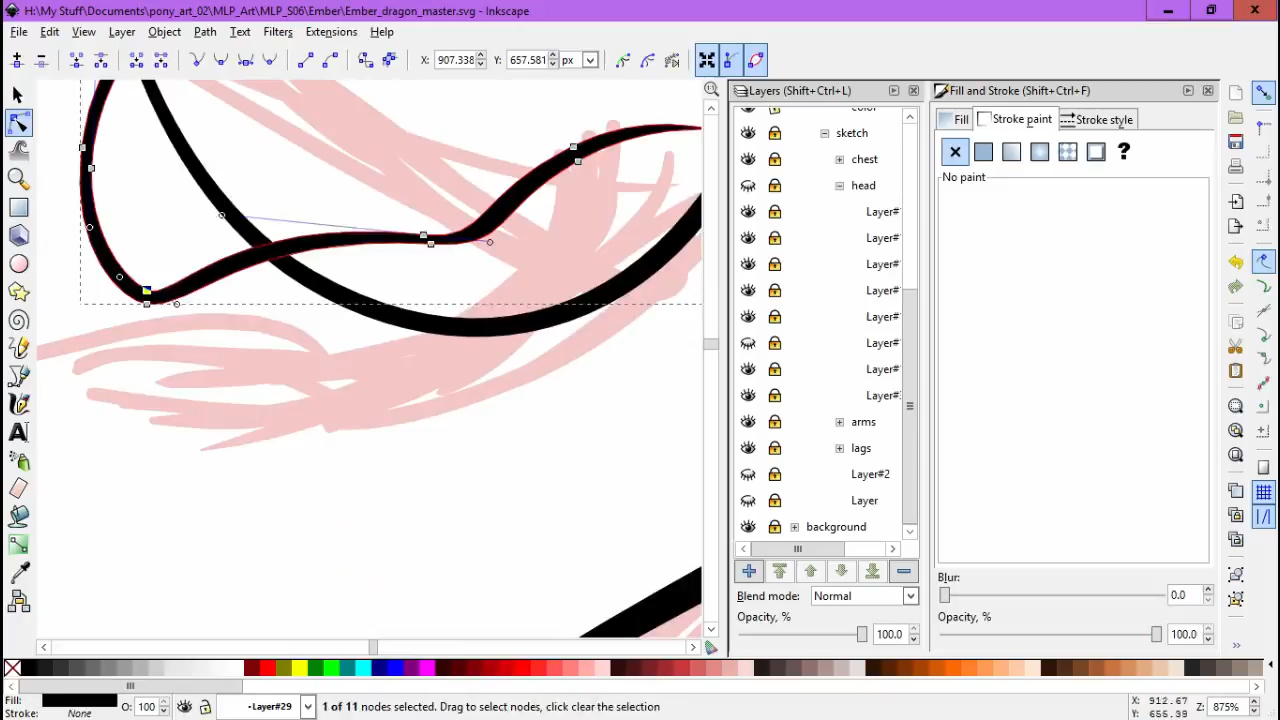 H:\My Stuff\Documents\pony_art_02\MLP_Art\MLP_S06\Ember\Ember_dragon_master.svg - Inkscape
File Edit View Layer Object Path Text Filters Extensions Help
X: 907.338 Y: 657.581 px
Layers (Shift+Ctrl+L)
Fill and Stroke (Shift+Ctrl+F)
Fill Stroke paint Stroke style
?
No paint
color
sketch
chest
head
Layer#
Layer#
Layer#
Layer#
Layer#
Layer#
Layer#
Layer#
arms
lags
Layer#2
Layer
background
Blend mode: Normal
Opacity, %
100.0
Blur:
0.0
Opacity, %
100.0
Fill:
Stroke: None
O: 100
-Layer#29
1 of 11 nodes selected. Drag to select nodes, click clear the selection
X: 912.67
Y: 655.39
Z: 875%